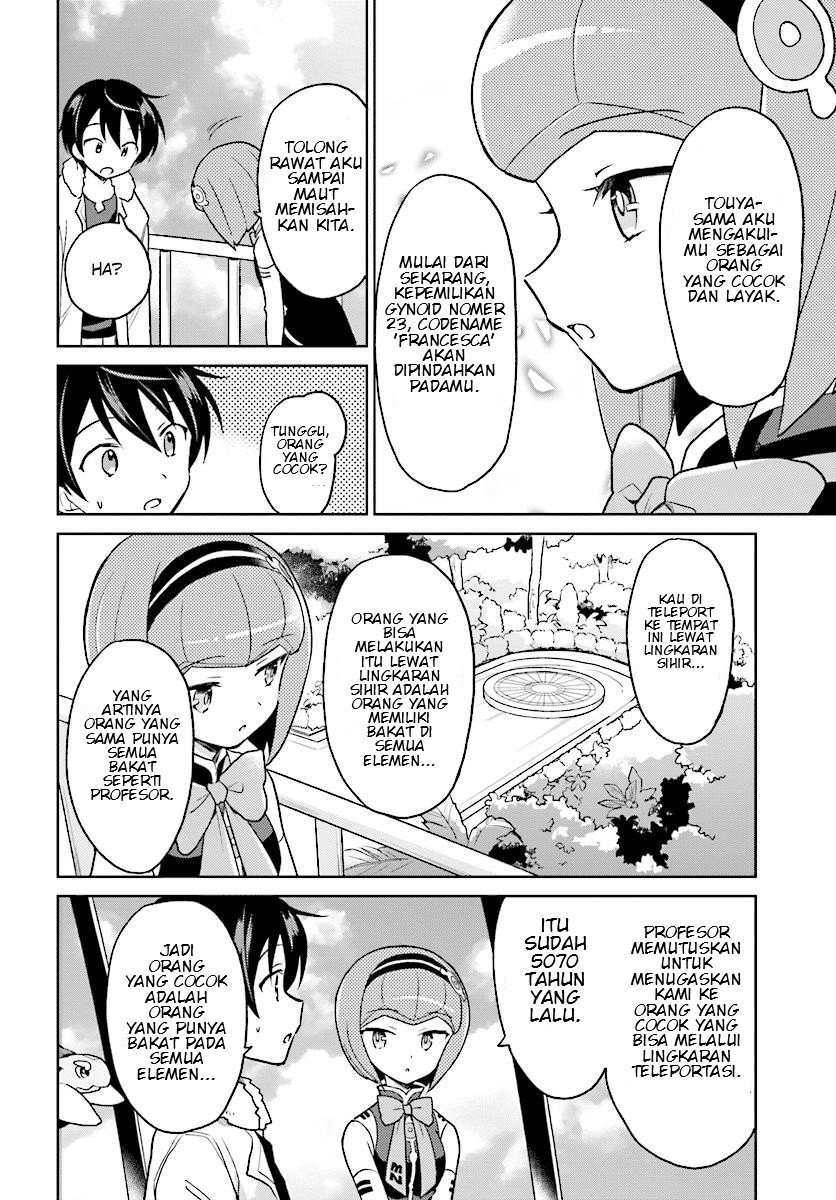 TOUYA-
SAMA AKU
MENGAKUI-
MU SEBAGAI
ORANG
YANG COCOK
DAN LAYAK.
MULAI DARI
SEKARANG,
KEPEMILIKAN
GYNOID NOMER
23, CODENAME
'FRANCESCA'
AKAN
DIPINDAHKAN
PADAMU.
TOLONG
RAWAT AKU
SAMPAI
MAUT
MEMISAH-
KAN KITA.
HA?
TUNGGU,
ORANG
YANG
COCOK?
....
KAU DI
TELEPORT
KE TEMPAT
INI LEWAT
LINGKARAN
SIHIR...
ORANG YANG
BISA
MELAKUKAN
ITU LEWAT
LINGKARAN
SIHIR ADALAH
ORANG YANG
MEMILIKI
BAKAT DI
SEMUA
ELEMEN...
YANG
ARTINYA
ORANG YANG
SAMA PUNYA
SEMUA
BAKAT
SEPERTI
PROFESOR.
PROFESOR
MEMUTUSKAN
UNTUK
MENUGASKAN
KAMI KE
ORANG YANG
COCOK YANG
BISA MELALUI
LINGKARAN
TELEPORTASI.
ITU
SUDAH
5070
TAHUN
YANG
LALU.
JADI
ORANG
YANG COCOK
ADALAH
ORANG
YANG PUNYA
BAKAT PADA
SEMUA
ELEMEN...